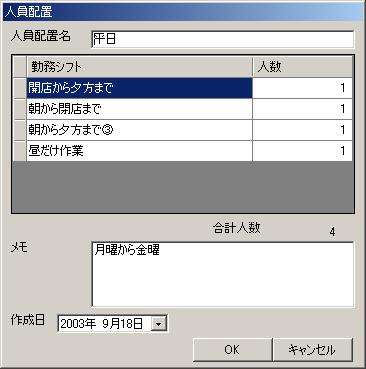 人員配置
人員配置名 平日
勤務シフト 人数
開店から夕方まで 1
朝から閉店まで 1
朝から夕方まで③ 1
昼だけ作業 1
合計人数 4
メモ 月曜から金曜
作成日 2003年 9月18日
OK キャンセル